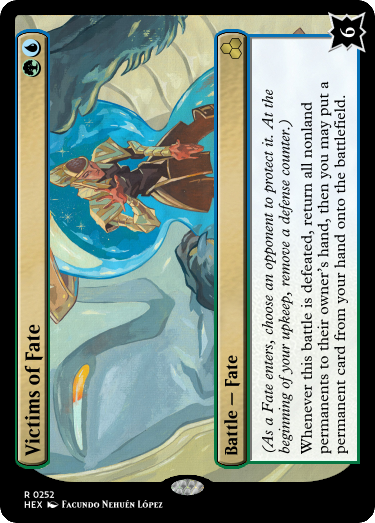 Victims of Fate
Battle — Fate
6
(As a Fate enters, choose an opponent to protect it. At the
beginning of your upkeep, remove a defense counter.)
Whenever this battle is defeated, return all nonland
permanents to their owner's hand, then you may put a
permanent card from your hand onto the battlefield.
R 0252
HEX Facundo Nehuén López